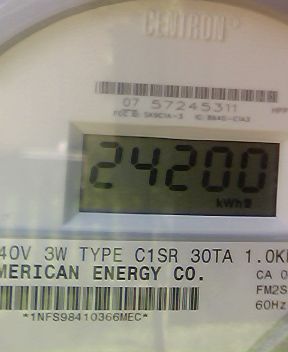 CENTRON®
07 57245311
24200
kWh
40V 3W TYPE C1SR 30TA 1.0K
MERICAN ENERGY CO.
CA 0
FM2S
60Hz
*1NFS98410366MEC*